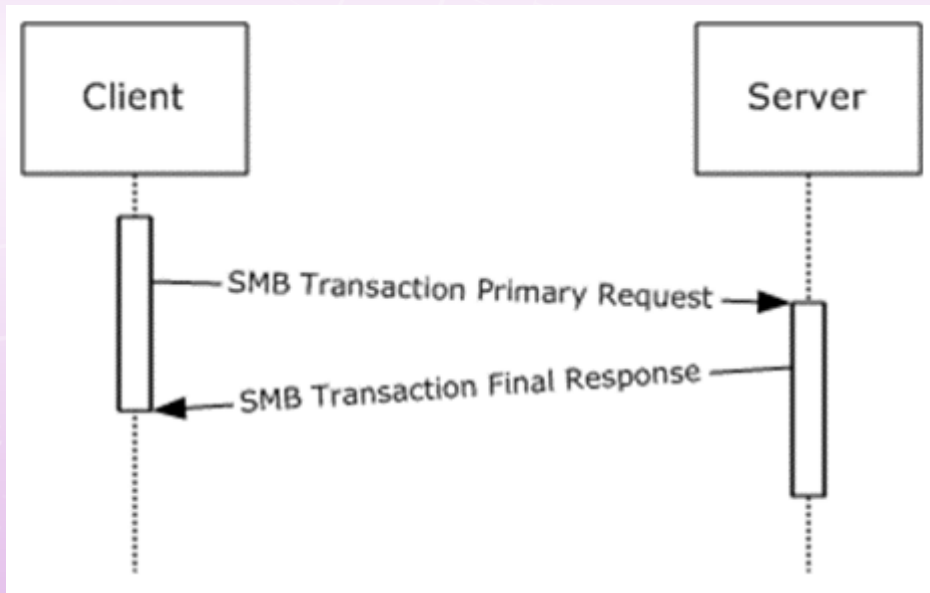 Client
Server
SMB Transaction Primary Request
SMB Transaction Final Response